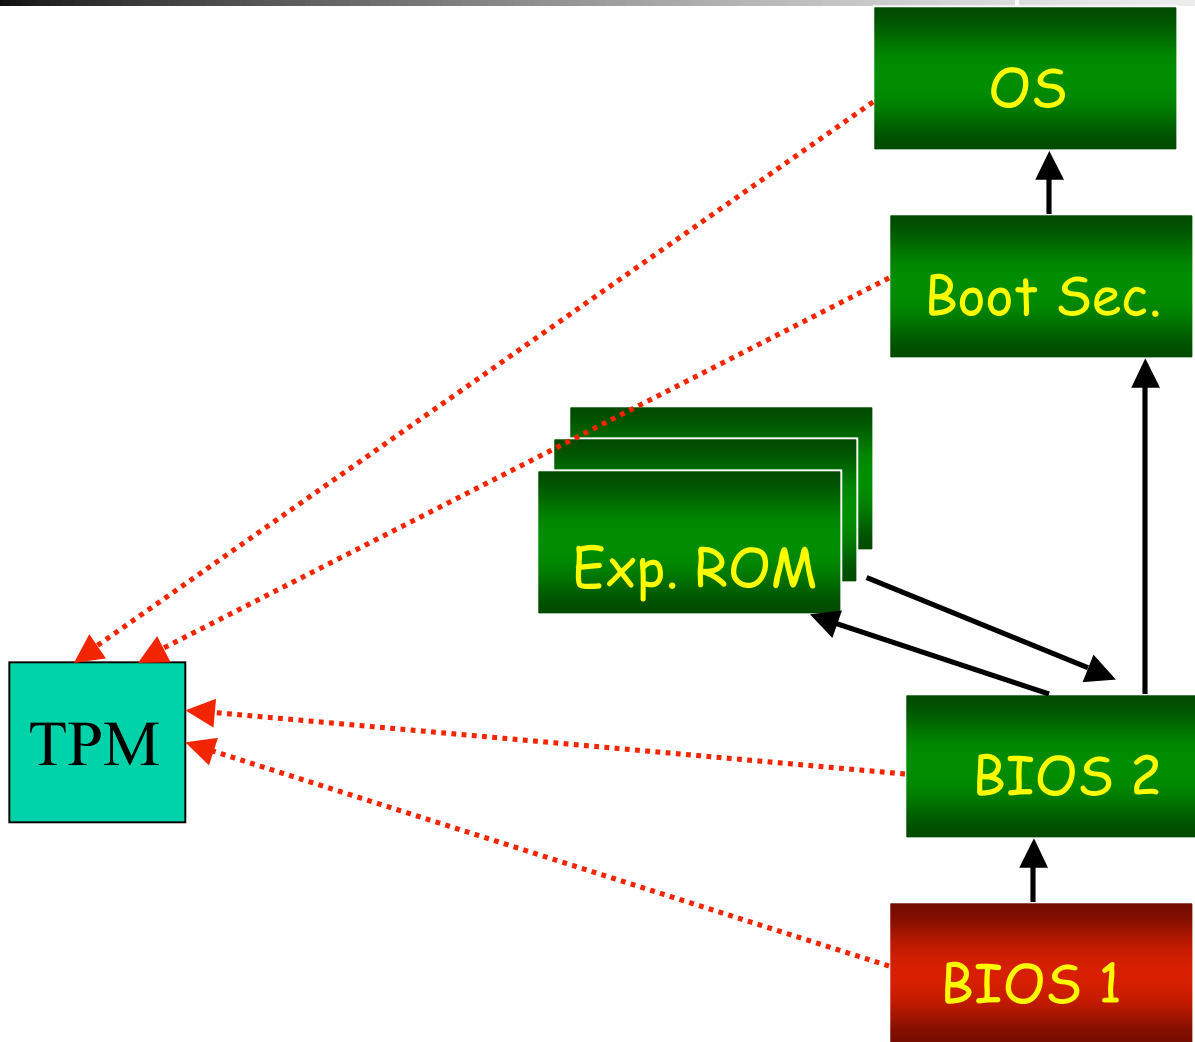 OS
Boot Sec.
Exp. ROM
TPM
BIOS 2
BIOS 1